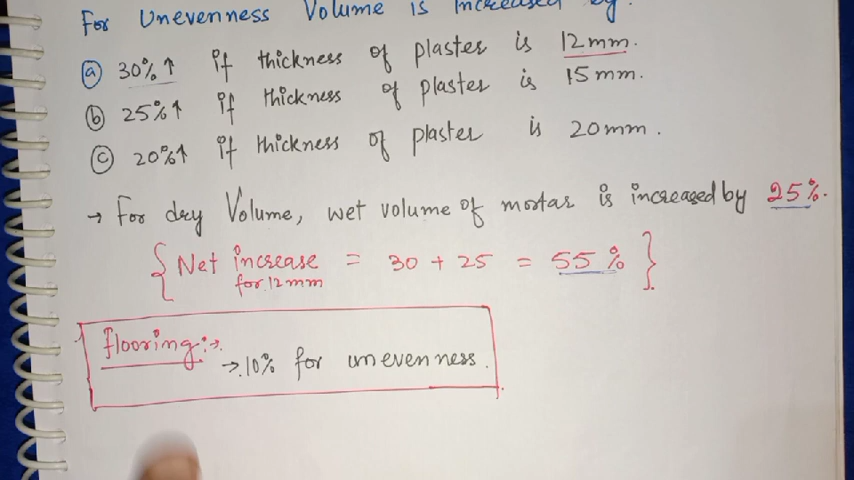 For Unevenness Volume is Increased by:
(a) 30%↑ if thickness of plaster is 12mm.
(b) 25%↑ if thickness of plaster is 15mm.
(c) 20%↑ if thickness of plaster is 20mm.
→ For dry Volume, wet volume of mortar is increased by 25%.
{Net increase = 30 + 25 = 55%}
for 12mm
flooring:→
→ 10% for unevenness.